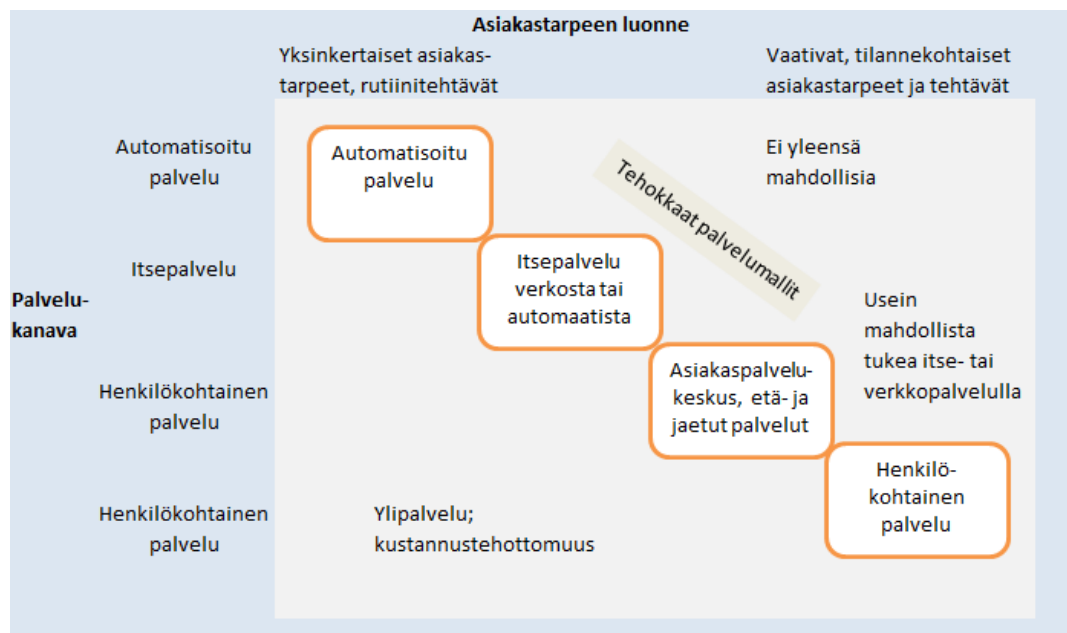 Asiakastarpeen luonne
Yksinkertaiset asiakas-
tarpeet, rutiinitehtävät
Vaativat, tilannekohtaiset
asiakastarpeet ja tehtävät
Automatisoitu
palvelu
Automatisoitu
palvelu
Tehokkaat palvelumallit
Ei yleensä
mahdollisia
Itsepalvelu
Itsepalvelu
verkosta tai
automaatista
Palvelu-
kanava
Usein
mahdollista
tukea itse- tai
verkkopalvelulla
Henkilökohtainen
palvelu
Asiakaspalvelu-
keskus, etä- ja
jaetut palvelut
Henkilökohtainen
palvelu
Ylipalvelu;
kustannustehottomuus
Henkilö-
kohtainen
palvelu